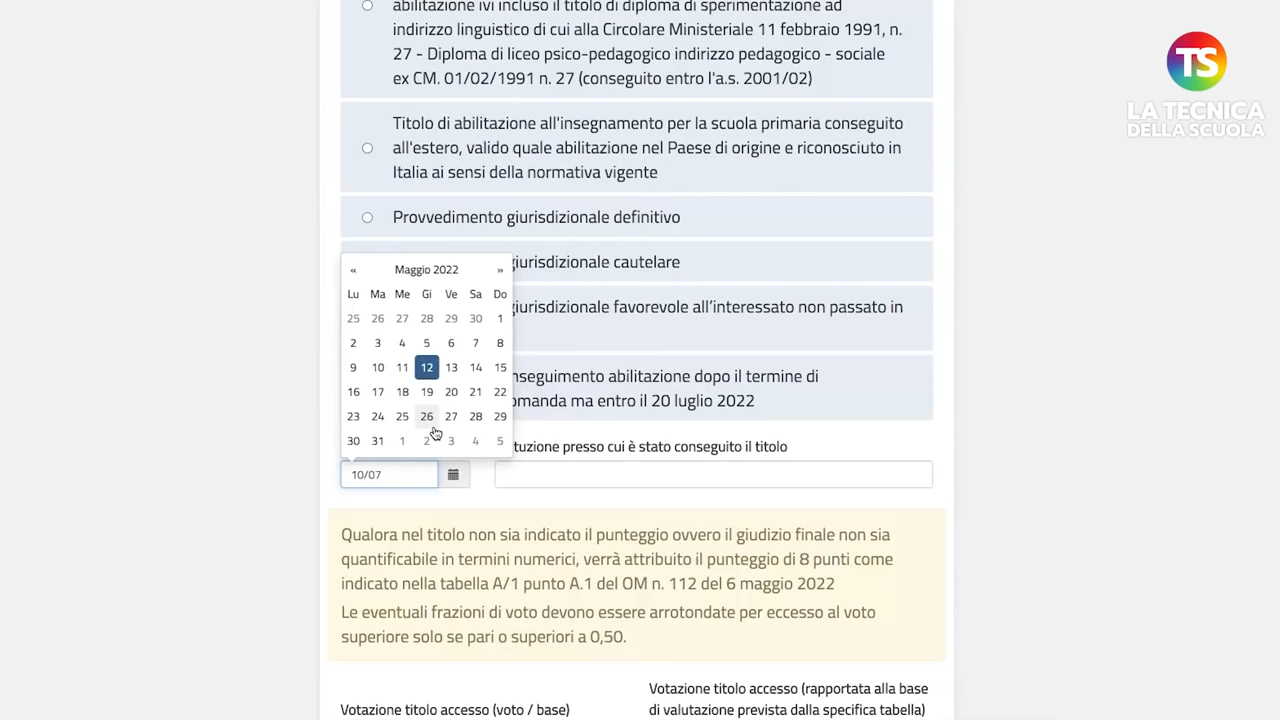 abilitazione ivi incluso il titolo di diploma di sperimentazione ad
indirizzo linguistico di cui alla Circolare Ministeriale 11 febbraio 1991, n.
27 - Diploma di liceo psico-pedagogico indirizzo pedagogico - sociale
ex CM. 01/02/1991 n. 27 (conseguito entro l'a.s. 2001/02)
TS
LA TECNICA
DELLA SCUOLA
Titolo di abilitazione all'insegnamento per la scuola primaria conseguito
all'estero, valido quale abilitazione nel Paese di origine e riconosciuto in
Italia ai sensi della normativa vigente
Provvedimento giurisdizionale definitivo
giurisdizionale cautelare
giurisdizionale favorevole all'interessato non passato in
nseguimento abilitazione dopo il termine di
omanda ma entro il 20 luglio 2022
« Maggio 2022 »
Lu Ma Me Gi Ve Sa Do
25 26 27 28 29 30 1
2 3 4 5 6 7 8
9 10 11 12 13 14 15
16 17 18 19 20 21 22
23 24 25 26 27 28 29
30 31 1 2 3 4 5
tuzione presso cui è stato conseguito il titolo
10/07
Qualora nel titolo non sia indicato il punteggio ovvero il giudizio finale non sia
quantificabile in termini numerici, verrà attribuito il punteggio di 8 punti come
indicato nella tabella A/1 punto A.1 del OM n. 112 del 6 maggio 2022
Le eventuali frazioni di voto devono essere arrotondate per eccesso al voto
superiore solo se pari o superiori a 0,50.
Votazione titolo accesso (voto / base)
Votazione titolo accesso (rapportata alla base
di valutazione prevista dalla specifica tabella)